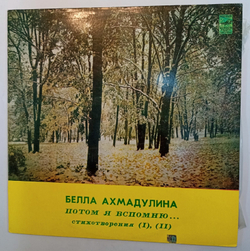 БЕЛЛА АХМАДУЛИНА
ПОТОМ Я ВСПОМНЮ...
стихотворения (I), (II)